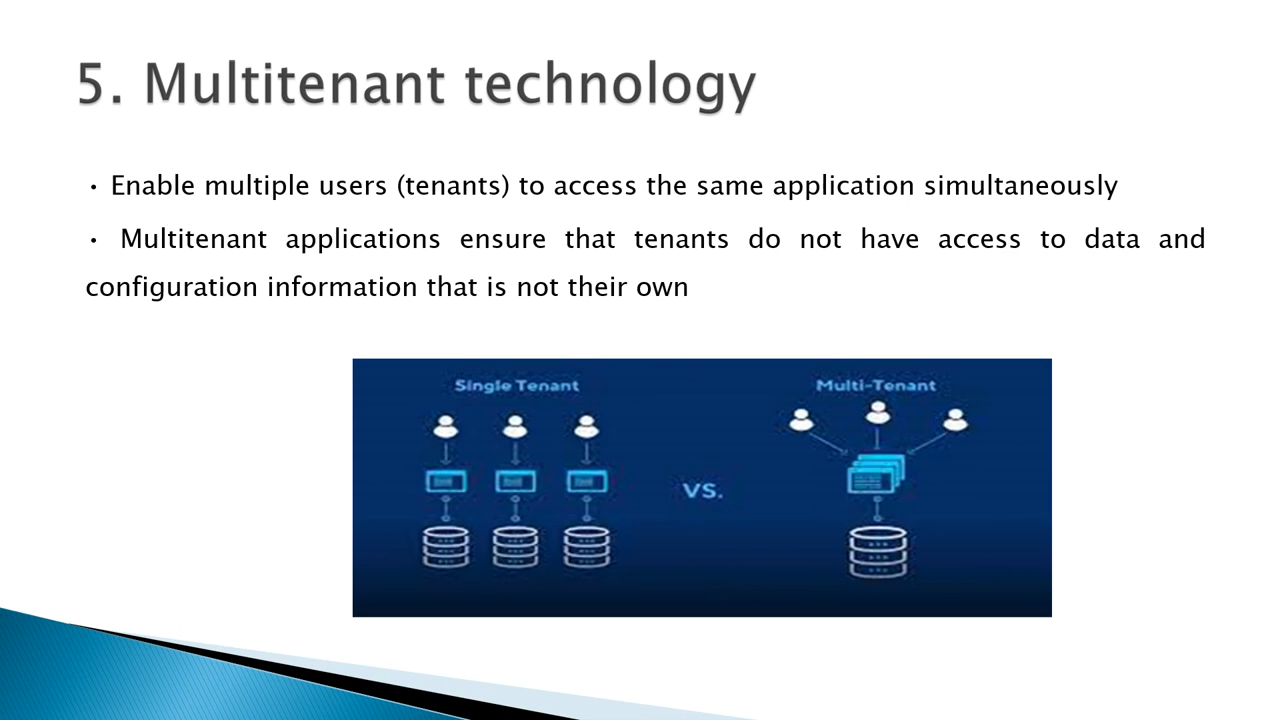 5. Multitenant technology
• Enable multiple users (tenants) to access the same application simultaneously
• Multitenant applications ensure that tenants do not have access to data and
configuration information that is not their own
Single Tenant
Multi-Tenant
VS.